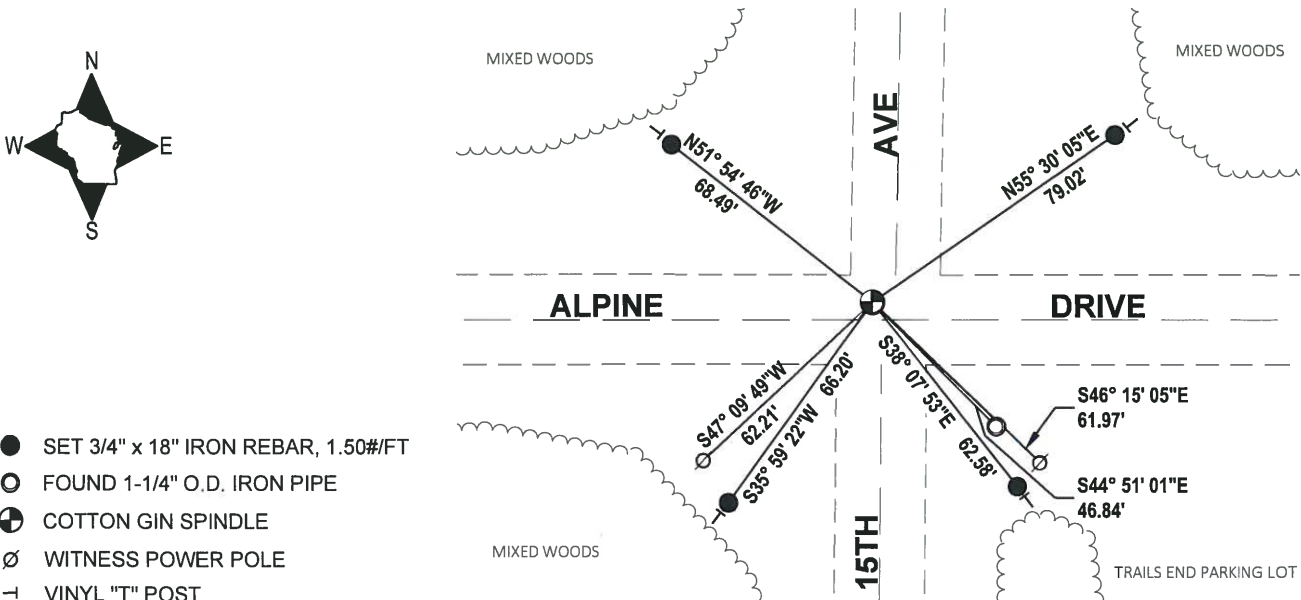 N
W E
S
SET 3/4" x 18" IRON REBAR, 1.50#/FT
FOUND 1-1/4" O.D. IRON PIPE
COTTON GIN SPINDLE
WITNESS POWER POLE
VINYL "T" POST
MIXED WOODS
MIXED WOODS
AVE
N51° 54' 46"W
68.49'
N55° 30' 05"E
79.02'
ALPINE
DRIVE
S47° 09' 49"W
62.21'
S35° 59' 22"W 66.20'
S38° 07' 53"E 62.58'
S46° 15' 05"E
61.97'
S44° 51' 01"E
46.84'
MIXED WOODS
15TH
TRAILS END PARKING LOT